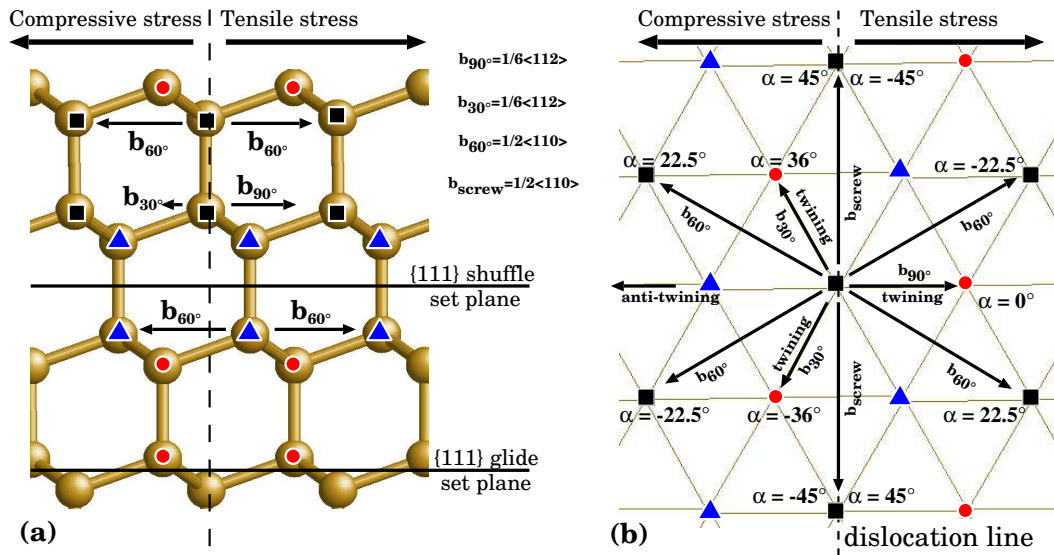 Compressive stress
Tensile stress
b90°=1/6<112>
b30°=1/6<112>
b60°=1/2<110>
bscrew=1/2<110>
b60°
b60°
b30°
b90°
{111} shuffle
set plane
b60°
b60°
{111} glide
set plane
(a)
Compressive stress
Tensile stress
α = 45°
α = -45°
α = 22.5°
α = 36°
α = -22.5°
bscrew
twining
b30°
b60°
b60°
b90°
anti-twining
twining
α = 0°
twining
b30°
b60°
b60°
bscrew
α = -22.5°
α = -36°
α = 22.5°
α = -45°
α = 45°
(b)
dislocation line